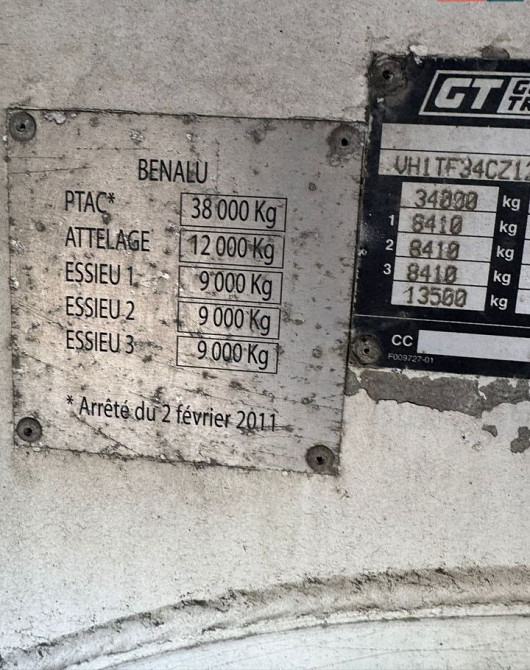 BENALU
PTAC* 38 000 Kg
ATTELAGE 12 000 Kg
ESSIEU 1 9 000 Kg
ESSIEU 2 9 000 Kg
ESSIEU 3 9 000 Kg
* Arrêté du 2 février 2011
GT
VH1TF34CZ12
34000 kg
1 8410 kg
2 8410 kg
3 8410 kg
13500 kg
CC
F009727-01